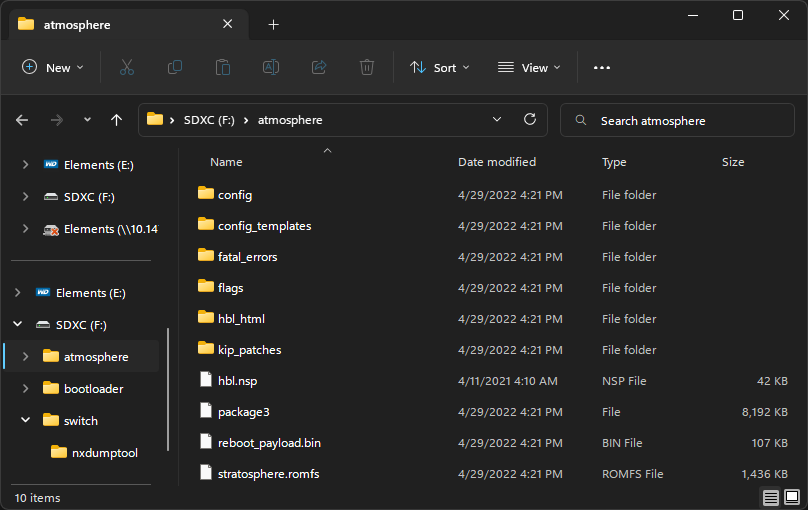 atmosphere
New
Sort
View
SDXC (F:) atmosphere
Search atmosphere
Name Date modified Type Size
WD Elements (E:)
SDXC (F:)
Elements (\\10.14
WD Elements (E:)
SDXC (F:)
atmosphere
bootloader
switch
nxdumptool
config 4/29/2022 4:21 PM File folder
config_templates 4/29/2022 4:21 PM File folder
fatal_errors 4/29/2022 4:21 PM File folder
flags 4/29/2022 4:21 PM File folder
hbl_html 4/29/2022 4:21 PM File folder
kip_patches 4/29/2022 4:21 PM File folder
hbl.nsp 4/11/2021 4:10 AM NSP File 42 KB
package3 4/29/2022 4:21 PM File 8,192 KB
reboot_payload.bin 4/29/2022 4:21 PM BIN File 107 KB
stratosphere.romfs 4/29/2022 4:21 PM ROMFS File 1,436 KB
10 items